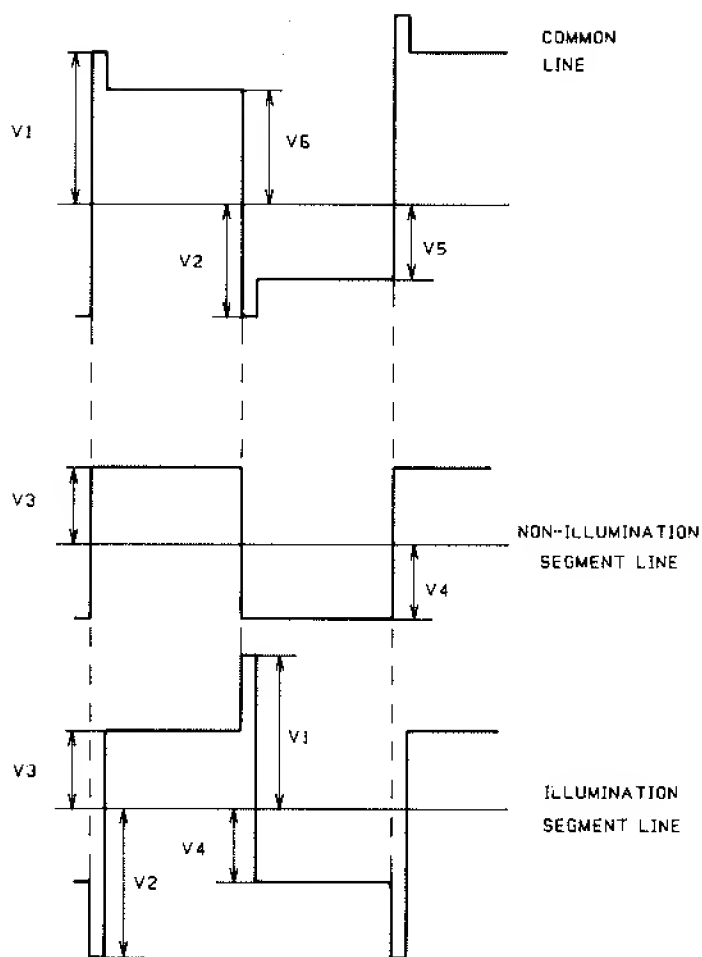 COMMON
LINE
V1
V6
V2
V5
V3
NON-ILLUMINATION
SEGMENT LINE
V4
V1
V3
ILLUMINATION
SEGMENT LINE
V4
V2